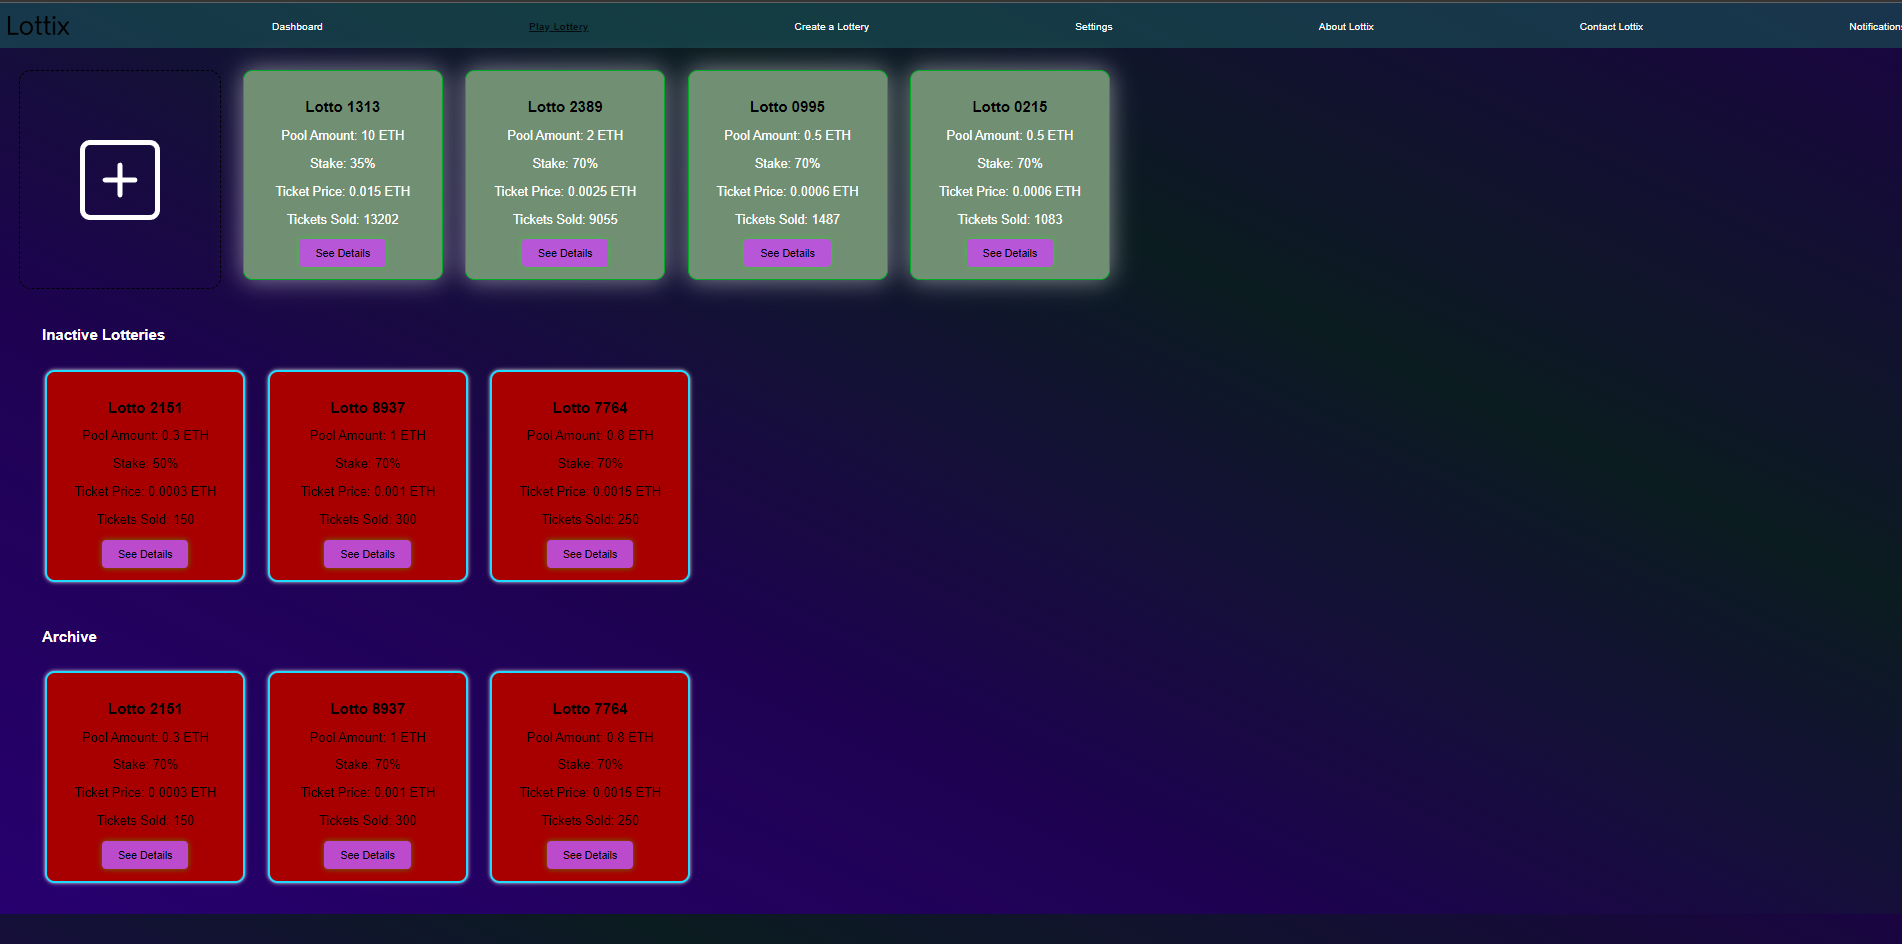 Lottix
Dashboard
Play Lottery
Create a Lottery
Settings
About Lottix
Contact Lottix
Notification
Lotto 1313
Pool Amount: 10 ETH
Stake: 35%
Ticket Price: 0.015 ETH
Tickets Sold: 13202
See Details
Lotto 2389
Pool Amount: 2 ETH
Stake: 70%
Ticket Price: 0.0025 ETH
Tickets Sold: 9055
See Details
Lotto 0995
Pool Amount: 0.5 ETH
Stake: 70%
Ticket Price: 0.0006 ETH
Tickets Sold: 1487
See Details
Lotto 0215
Pool Amount: 0.5 ETH
Stake: 70%
Ticket Price: 0.0006 ETH
Tickets Sold: 1083
See Details
Inactive Lotteries
Lotto 2151
Pool Amount: 0.3 ETH
Stake: 50%
Ticket Price: 0.0003 ETH
Tickets Sold: 150
See Details
Lotto 8937
Pool Amount: 1 ETH
Stake: 70%
Ticket Price: 0.001 ETH
Tickets Sold: 300
See Details
Lotto 7764
Pool Amount: 0.8 ETH
Stake: 70%
Ticket Price: 0.0015 ETH
Tickets Sold: 250
See Details
Archive
Lotto 2151
Pool Amount: 0.3 ETH
Stake: 70%
Ticket Price: 0.0003 ETH
Tickets Sold: 150
See Details
Lotto 8937
Pool Amount: 1 ETH
Stake: 70%
Ticket Price: 0.001 ETH
Tickets Sold: 300
See Details
Lotto 7764
Pool Amount: 0.8 ETH
Stake: 70%
Ticket Price: 0.0015 ETH
Tickets Sold: 250
See Details